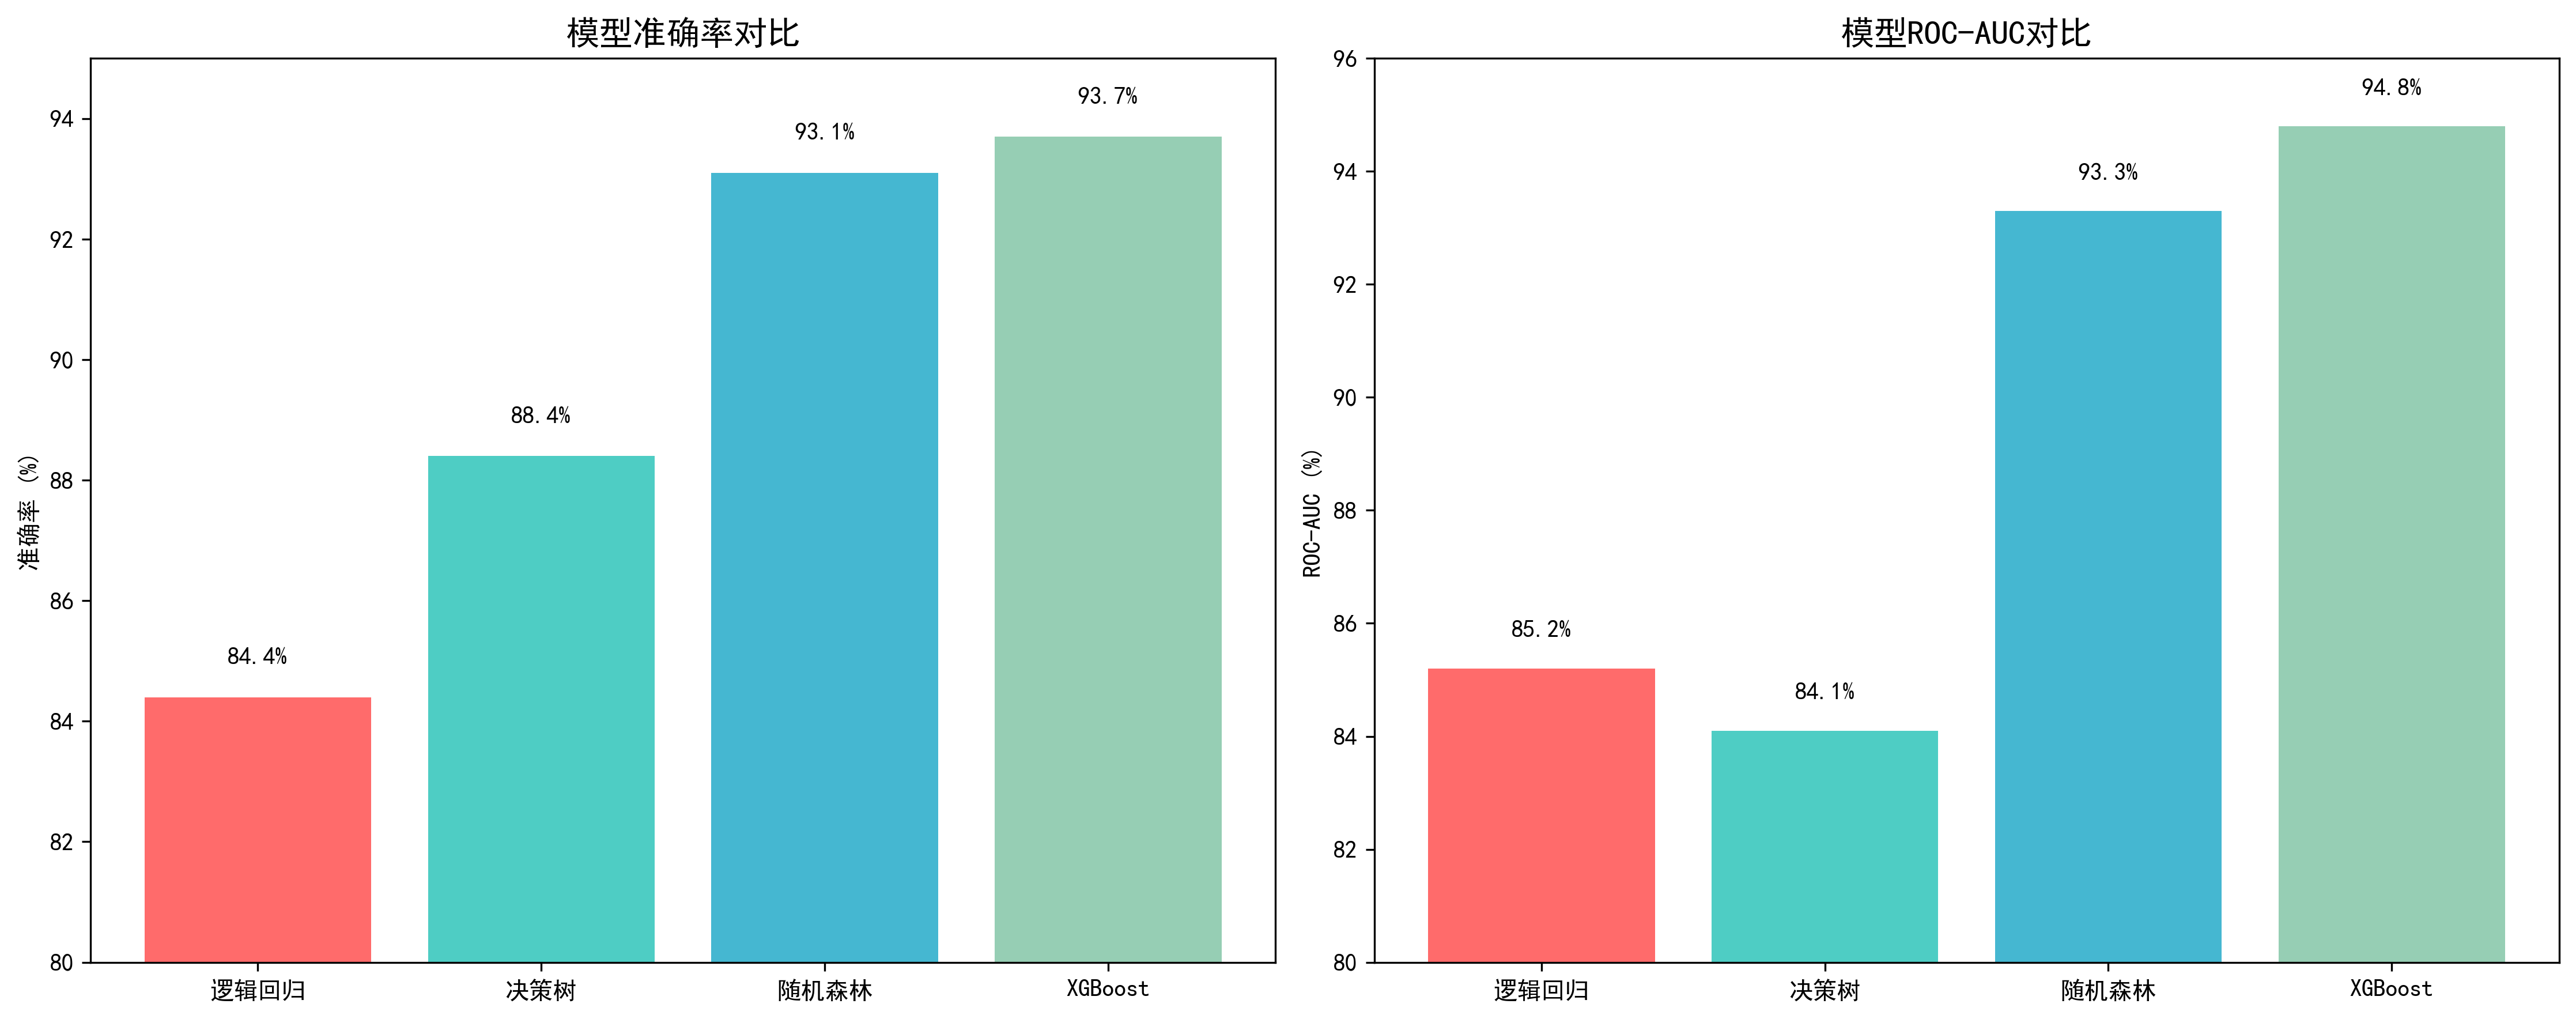 模型准确率对比
准确率 (%)
94
92
90
88
86
84
82
80
84.4%
88.4%
93.1%
93.7%
逻辑回归
决策树
随机森林
XGBoost
模型ROC-AUC对比
ROC-AUC (%)
96
94
92
90
88
86
84
82
80
85.2%
84.1%
93.3%
94.8%
逻辑回归
决策树
随机森林
XGBoost